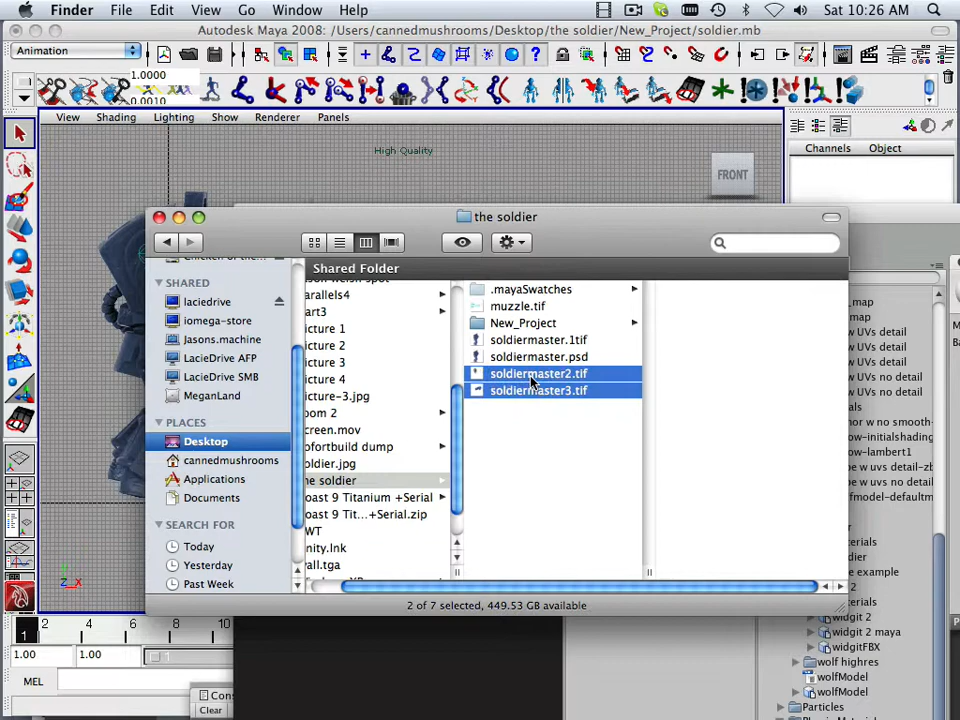 Finder File Edit View Go Window Help Sat 10:26 AM
Autodesk Maya 2008: /Users/cannedmushrooms/Desktop/the soldier/New_Project/soldier.mb
Animation
1.0000
0.0010
View Shading Lighting Show Renderer Panels
Channels Object
High Quality
FRONT
the soldier
Shared Folder
SHARED
laciedrive
iomega-store
Jasons.machine
LacieDrive AFP
LacieDrive SMB
MeganLand
PLACES
Desktop
cannedmushrooms
Applications
Documents
SEARCH FOR
Today
Yesterday
Past Week
arallels4
art3
icture 1
icture 2
icture 3
icture 4
icture-3.jpg
oom 2
creen.mov
ofortbuild dump
oldier.jpg
he soldier
oast 9 Titanium +Serial
oast 9 Tit...+Serial.zip
WT
nity.lnk
all.tga
.mayaSwatches
muzzle.tif
New_Project
soldiermaster.1tif
soldiermaster.psd
soldiermaster2.tif
soldiermaster3.tif
2 of 7 selected, 449.53 GB available
_map
map
w UVs detail
w UVs detail
w UVs detail
w UVs no detail
w UVs no detail
als
or w no smooth-
w-initialshading
w-lambert1
w uvs no detail-
e w uvs detail-zb
lfmodel-defaultm
or
terials
dier
e example
2
terials
widgit 2
widgit 2 maya
widgitFBX
wolf highres
wolfModel
wolfModel
Particles
2 4 6 8 10
1.00 1.00
MEL
Cons
Clear